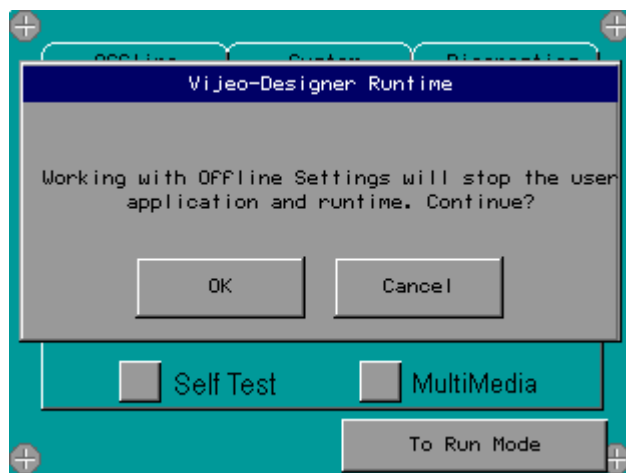 Vijeo-Designer Runtime
Working with Offline Settings will stop the user
application and runtime. Continue?
OK Cancel
Self Test MultiMedia
To Run Mode